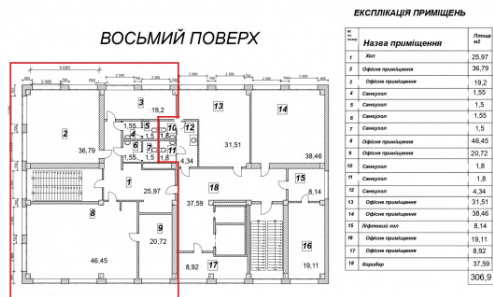 ВОСЬМИЙ ПОВЕРХ
3
19,2
13
14
2
36,79
1,55
5
4
10
12
6
1,55
1,5
7
1,5
11
1,8
31,51
38,46
4,34
1
25,97
18
37,59
15
8,14
8
46,45
9
20,72
8,92
17
16
19,11
ЕКСПЛІКАЦІЯ ПРИМІЩЕНЬ
Назва приміщення Площа м2
1 Хол 25,97
2 Офісне приміщення 36,79
3 Офісне приміщення 19,2
4 Санвузол 1,55
5 Санвузол 1,5
6 Санвузол 1,55
7 Санвузол 1,5
8 Офісне приміщення 46,45
9 Офісне приміщення 20,72
10 Санвузол 1,8
11 Санвузол 1,8
12 Санвузол 4,34
13 Офісне приміщення 31,51
14 Офісне приміщення 38,46
15 Ліфтовий хол 8,14
16 Офісне приміщення 19,11
17 Офісне приміщення 8,92
18 Коридор 37,59
306,9